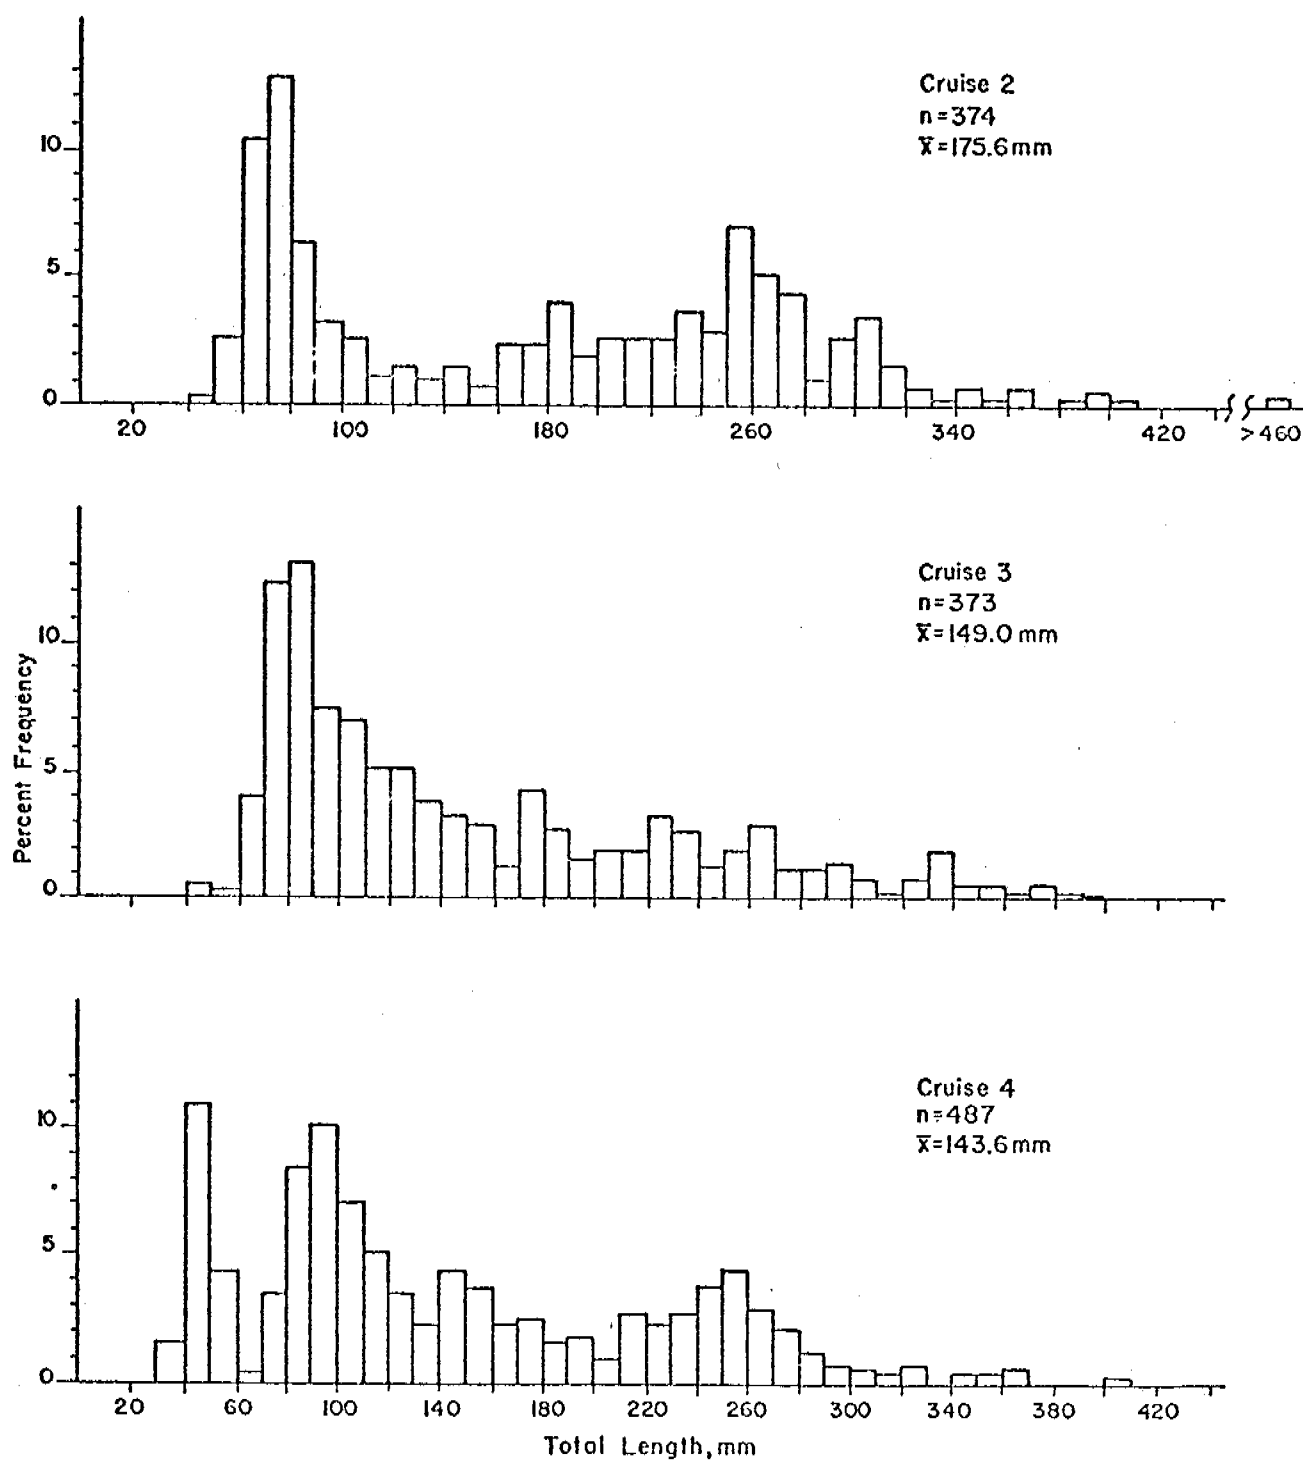 Cruise 2
n=374
x̄=175.6mm
10
5
0
20 100 180 260 340 420 >460
Cruise 3
n=373
x̄=149.0 mm
10
5
0
Percent Frequency
Cruise 4
n=487
x̄=143.6mm
10
5
0
20 60 100 140 180 220 260 300 340 380 420
Total Length, mm